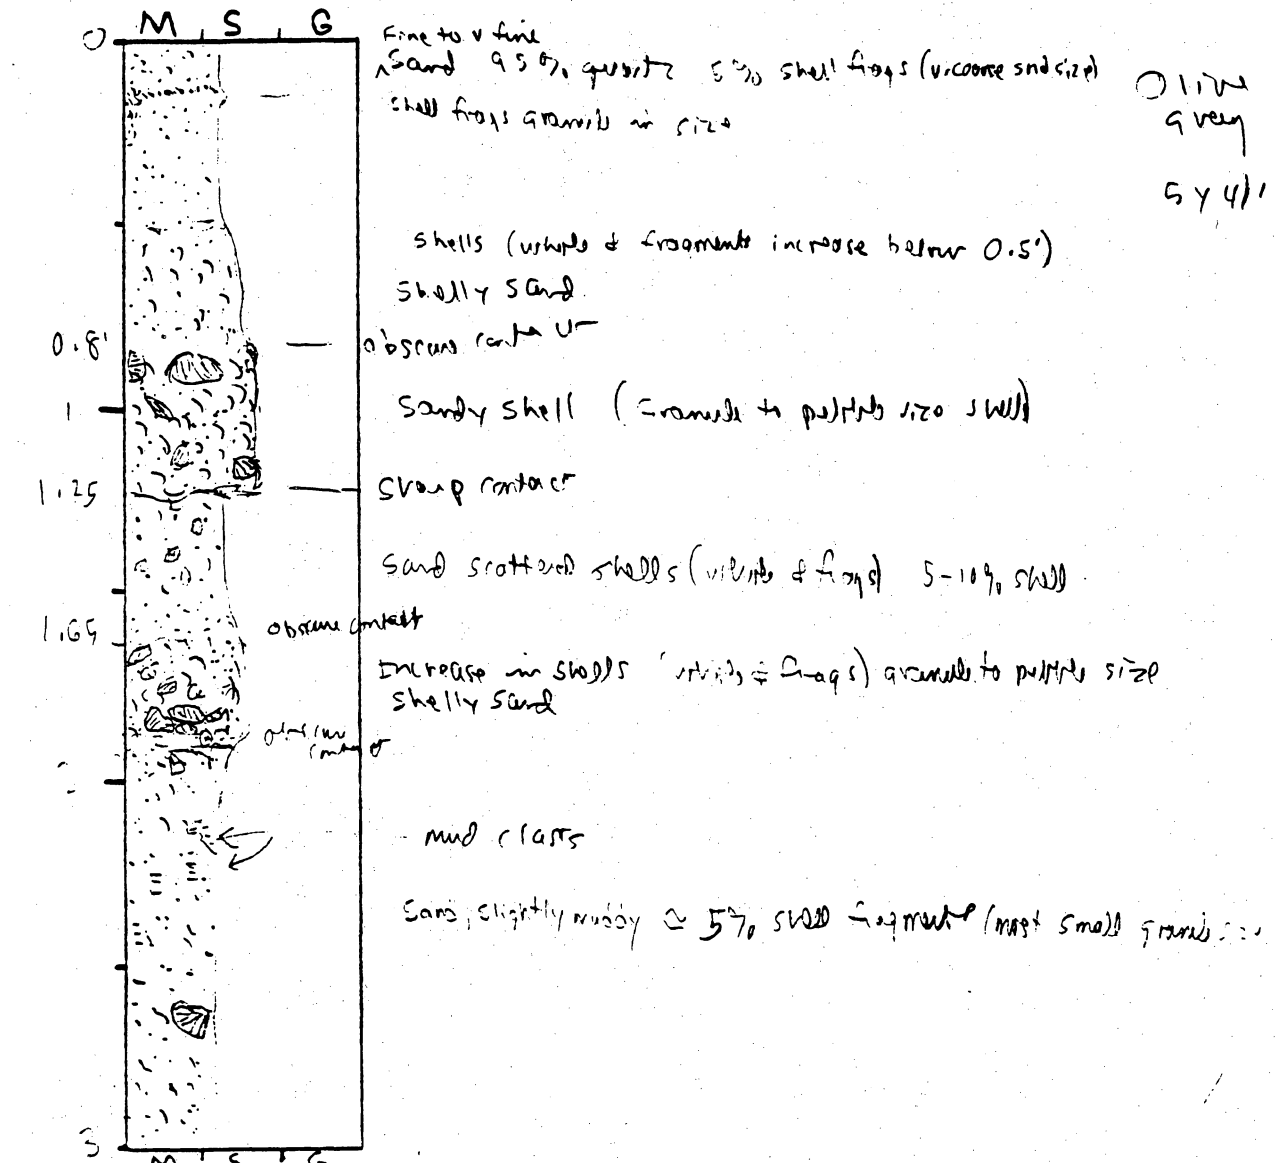 M S G
0
Fine to v fine
Sand 95% quartz 5% shell frags (v. coarse snd size)
Olive
grey
5 Y 4/1
shell frags granule in size
Shells (whole & fragments increase below 0.5')
Shelly sand
0.8'
obscure contact
1
Sandy shell (Granule to pebble size shell)
1.25
sharp contact
Sand scattered shells (whole & frags) 5-10% shell
1.65
obscure contact
Increase in shells (whole & frags) granule to pebble size
Shelly sand
obscure
contact
mud clasts
Sand, slightly muddy ≃ 5% shell fragments (most small granule
3
M S G